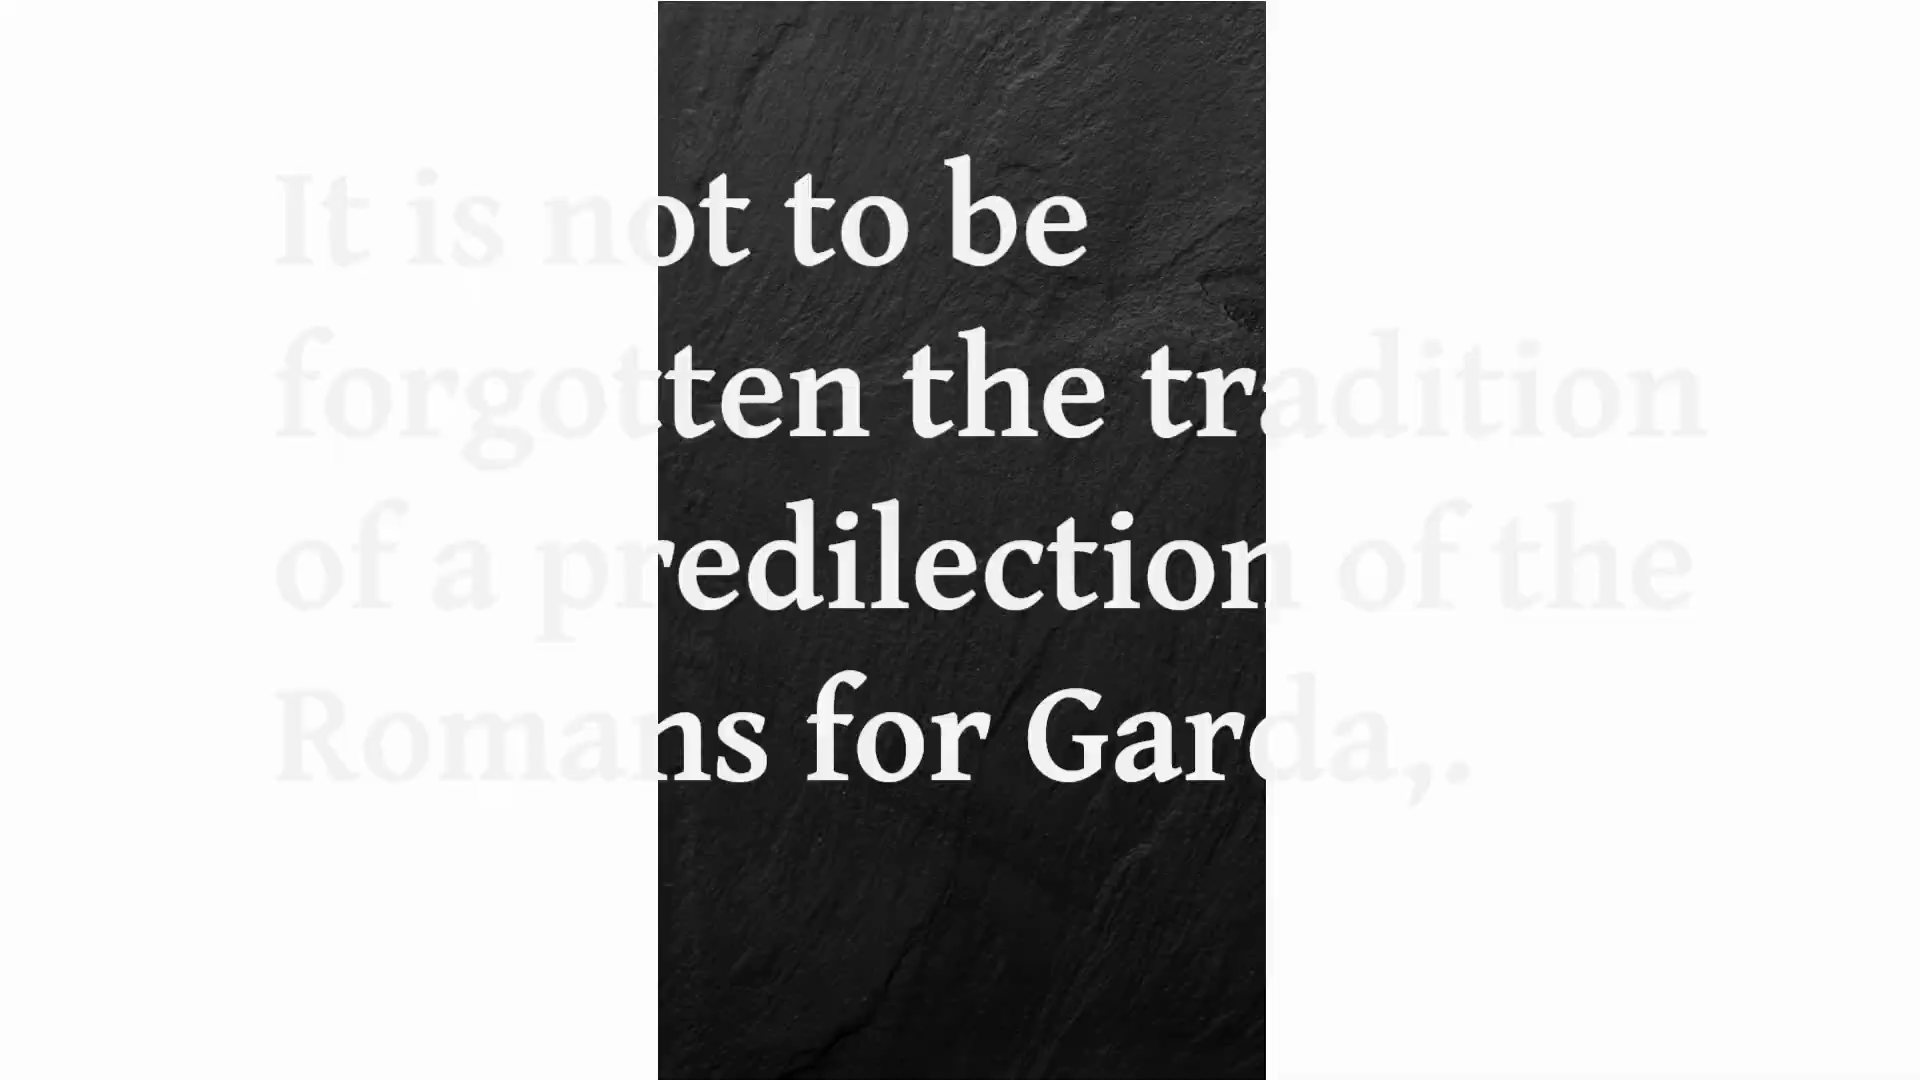 It is not to be
forgotten the tradition
of a predilection of the
Romans for Garda,.